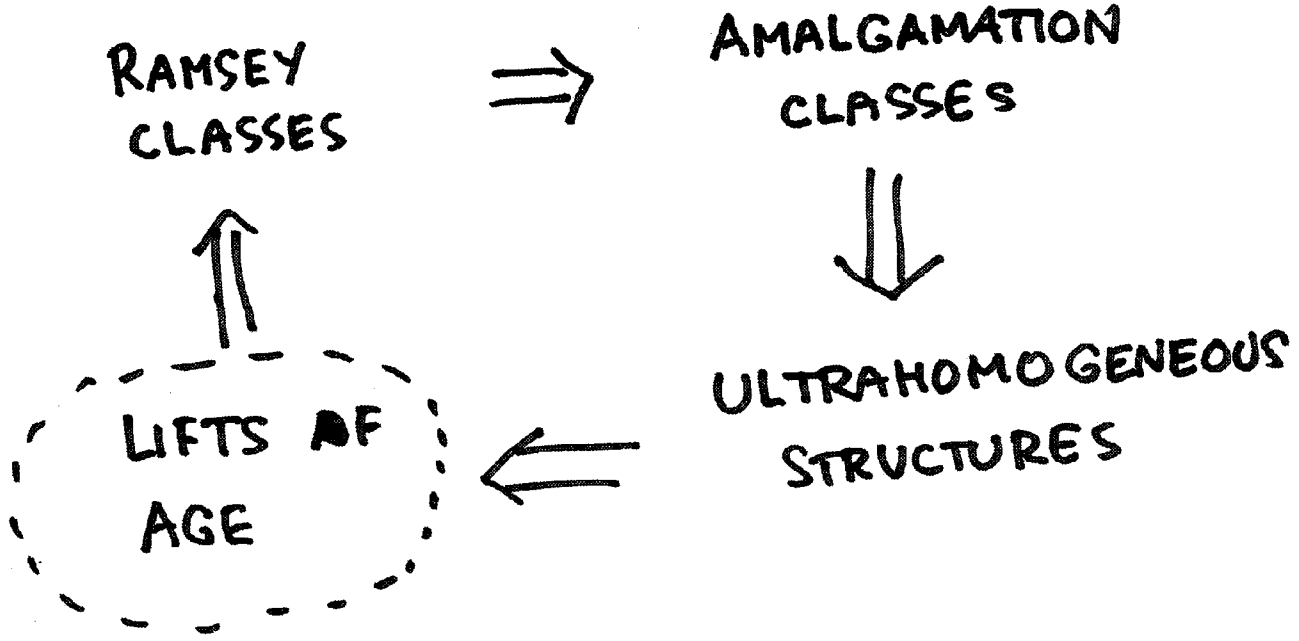 RAMSEY
CLASSES
AMALGAMATION
CLASSES
LIFTS OF
AGE
ULTRAHOMOGENEOUS
STRUCTURES